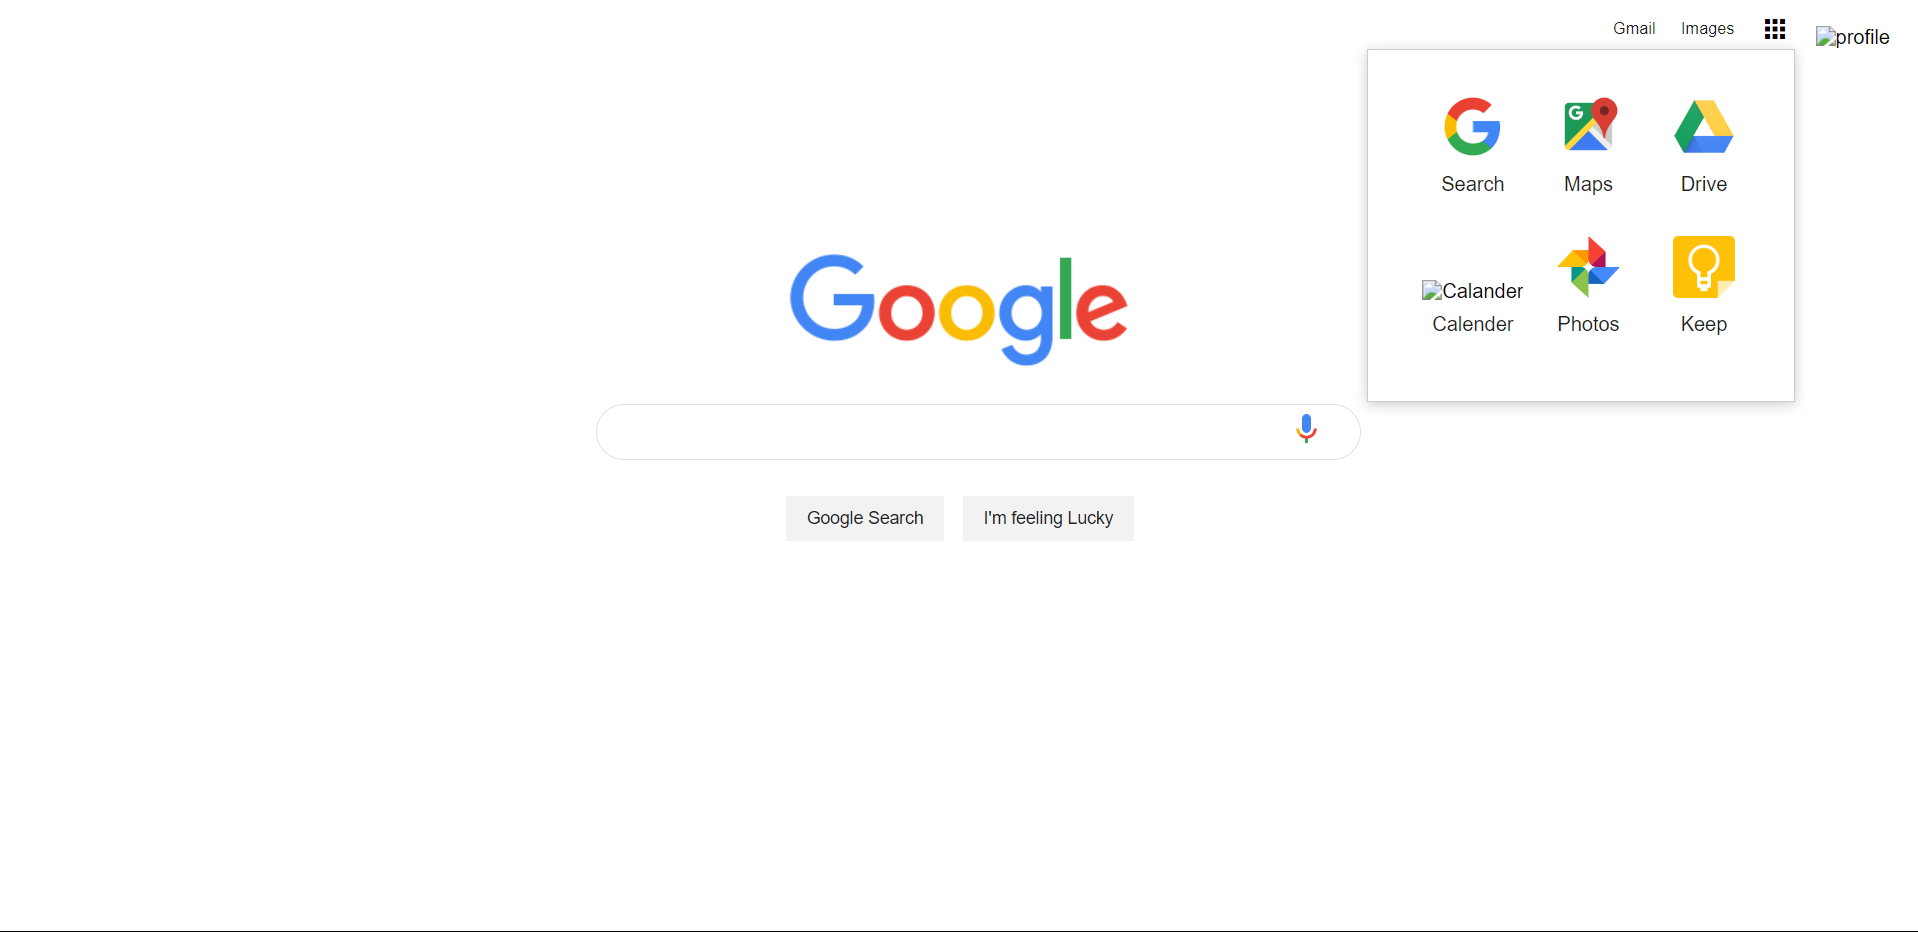 Gmail Images profile
Search Maps Drive
Calander
Calender Photos Keep
Google
Google Search I'm feeling Lucky